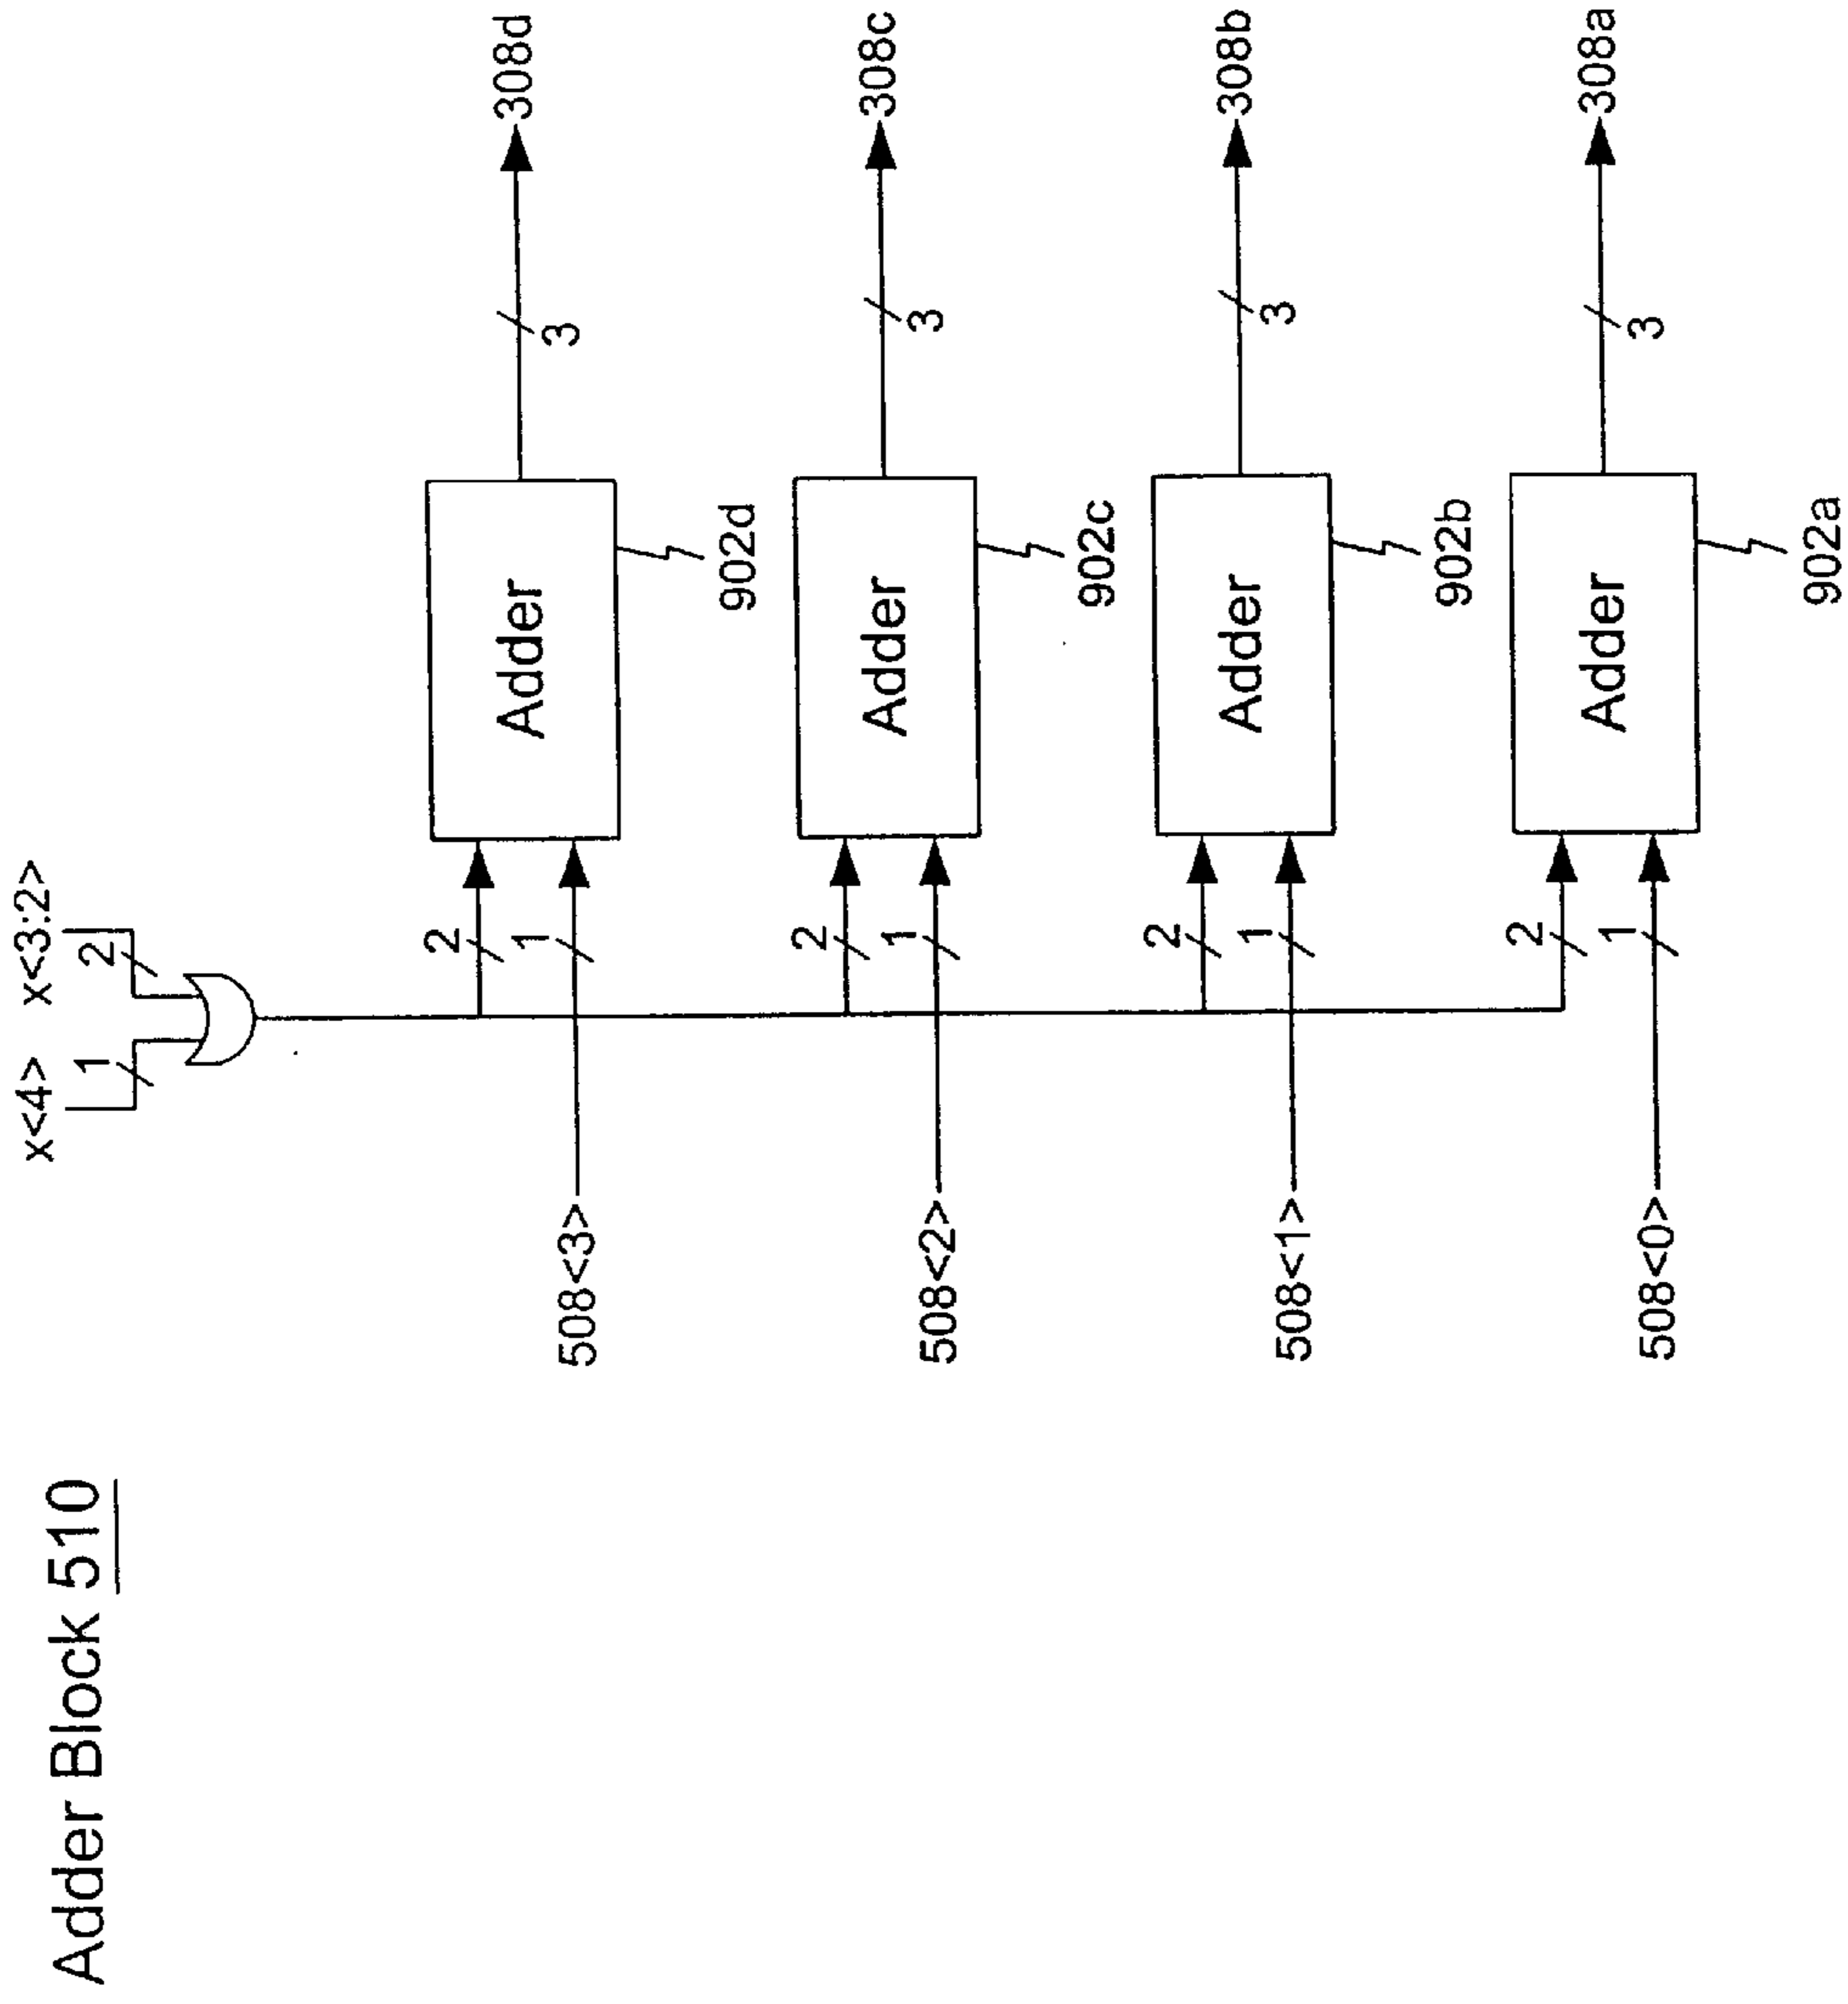 Adder Block 510
x<4>
x<3:2>
1
2
508<3>
2
1
Adder
902d
3
308d
508<2>
2
1
Adder
902c
3
308c
508<1>
2
1
Adder
902b
3
308b
508<0>
2
1
Adder
902a
3
308a